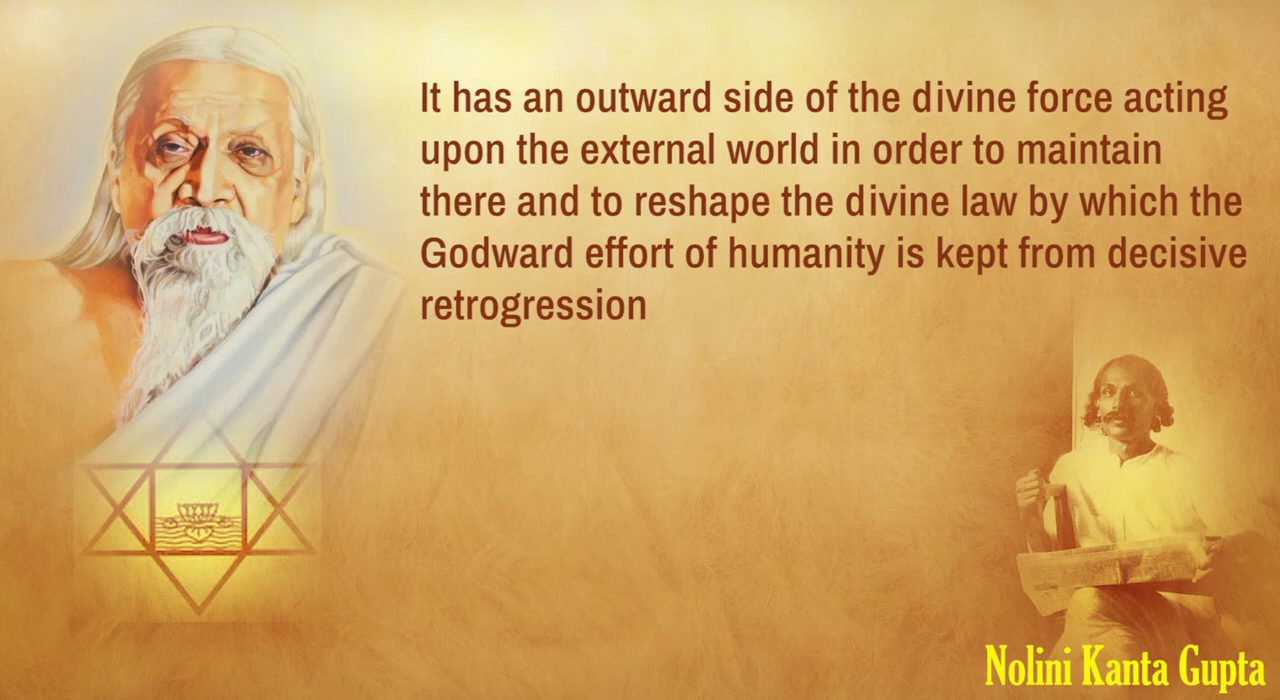 It has an outward side of the divine force acting
upon the external world in order to maintain
there and to reshape the divine law by which the
Godward effort of humanity is kept from decisive
retrogression
Nolini Kanta Gupta